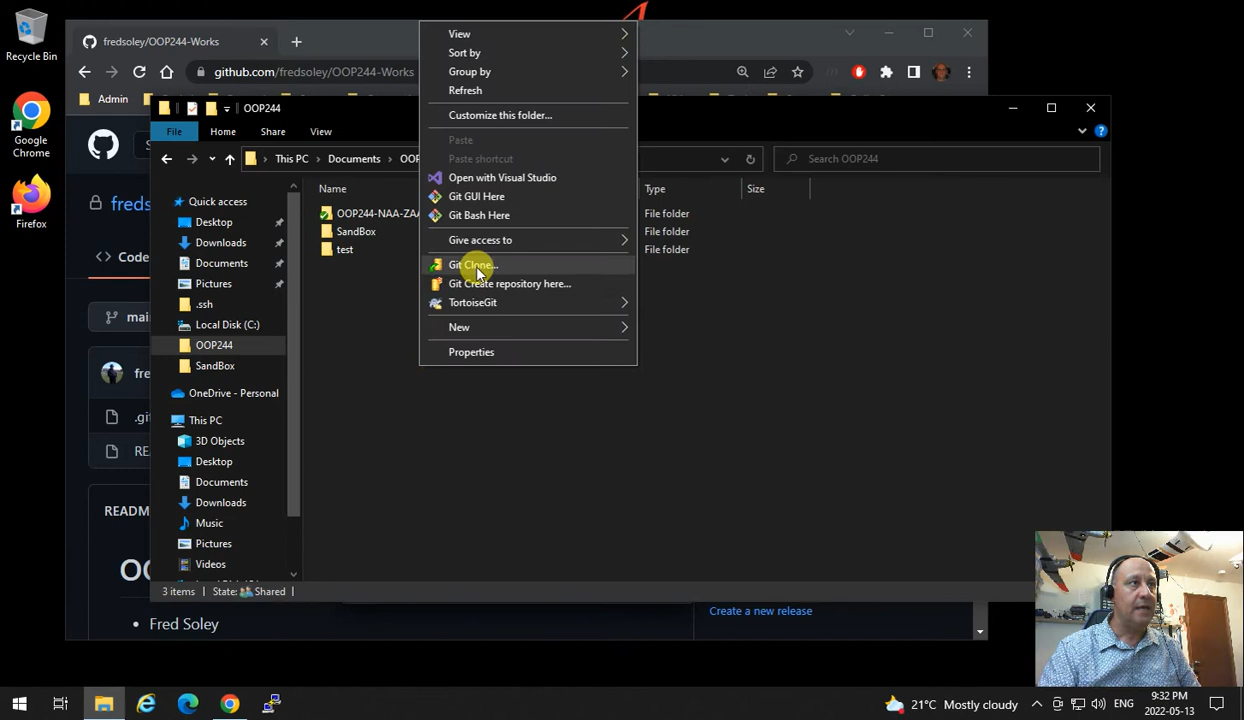 Recycle Bin
Google
Chrome
Firefox
fredsoley/OOP244-Works
github.com/fredsoley/OOP244-Works
Admin
OOP244
File
Home
Share
View
This PC
Documents
Search OOP244
Name
Type
Size
Quick access
Desktop
Downloads
Documents
Pictures
.ssh
Local Disk (C:)
OOP244
SandBox
OneDrive - Personal
This PC
3D Objects
Desktop
Documents
Downloads
Music
Pictures
Videos
SandBox
File folder
test
File folder
File folder
3 items
State:
Shared
View
Sort by
Group by
Refresh
Customize this folder...
Paste
Paste shortcut
Open with Visual Studio
Git GUI Here
Git Bash Here
Give access to
Git Clone...
Git Create repository here...
TortoiseGit
New
Properties
Code
Fred Soley
Create a new release
21°C Mostly cloudy
ENG
9:32 PM
2022-05-13